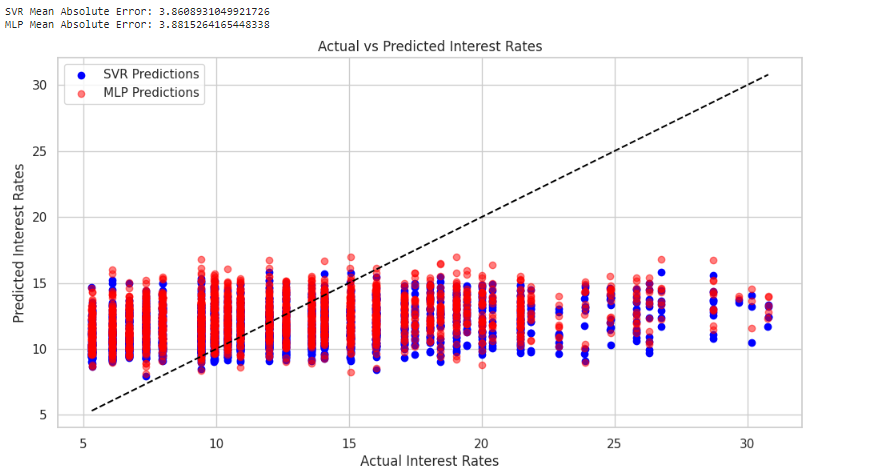 SVR Mean Absolute Error: 3.8608931049921726
MLP Mean Absolute Error: 3.8815264165448338
Actual vs Predicted Interest Rates
SVR Predictions
MLP Predictions
Predicted Interest Rates
30
25
20
15
10
5
5 10 15 20 25 30
Actual Interest Rates